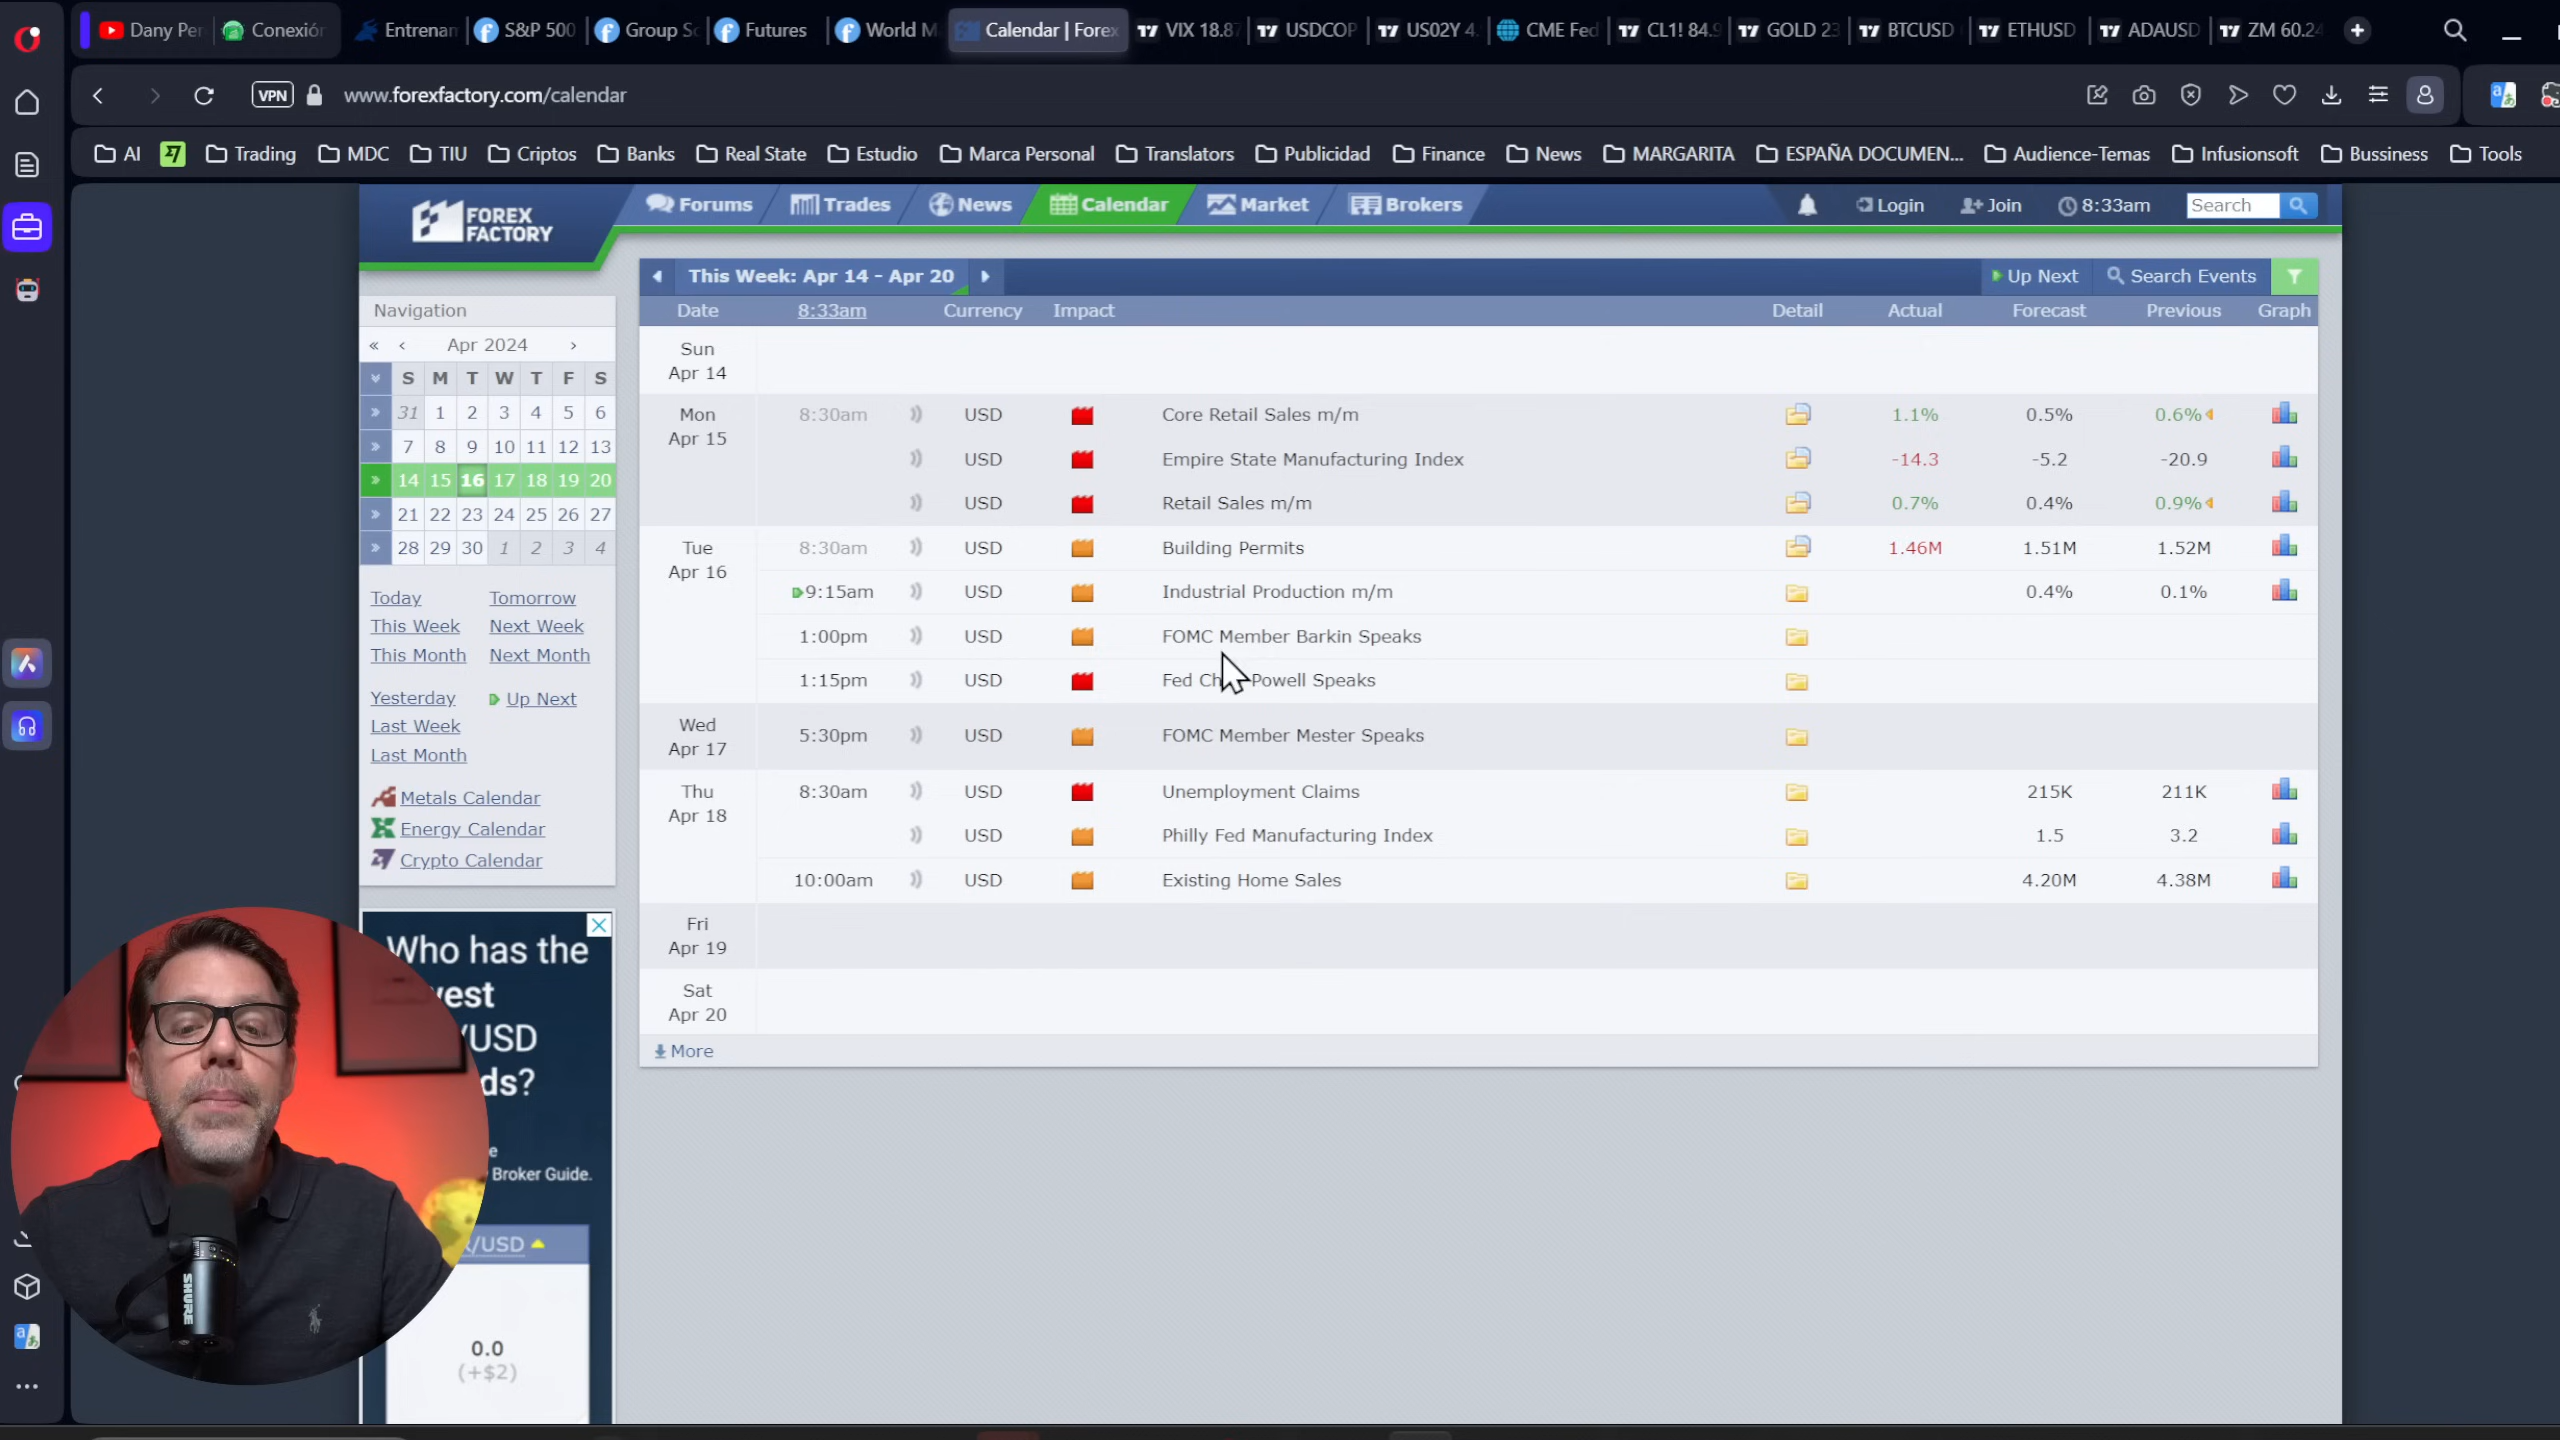 Dany Per
Conexión
Entrenam
S&P 500
Group Sc
Futures
World M
Calendar | Forex
VIX 18.87
USDCOP
US02Y 4.
CME Fed
CL1! 84.9
GOLD 23
BTCUSD
ETHUSD
ADAUSD
ZM 60.24
VPN
www.forexfactory.com/calendar
AI
Trading
MDC
TIU
Criptos
Banks
Real State
Estudio
Marca Personal
Translators
Publicidad
Finance
News
MARGARITA
ESPAÑA DOCUMEN...
Audience-Temas
Infusionsoft
Bussiness
Tools
FOREX
FACTORY
Forums
Trades
News
Calendar
Market
Brokers
Login
Join
8:33am
Search
Navigation
« ‹ Apr 2024 ›
S M T W T F S
31 1 2 3 4 5 6
7 8 9 10 11 12 13
14 15 16 17 18 19 20
21 22 23 24 25 26 27
28 29 30 1 2 3 4
Today Tomorrow
This Week Next Week
This Month Next Month
Yesterday Up Next
Last Week
Last Month
Metals Calendar
Energy Calendar
Crypto Calendar
This Week: Apr 14 - Apr 20
Up Next
Search Events
Date 8:33am Currency Impact Detail Actual Forecast Previous Graph
Sun
Apr 14
Mon
Apr 15
8:30am USD Core Retail Sales m/m 1.1% 0.5% 0.6%
USD Empire State Manufacturing Index -14.3 -5.2 -20.9
USD Retail Sales m/m 0.7% 0.4% 0.9%
Tue
Apr 16
8:30am USD Building Permits 1.46M 1.51M 1.52M
9:15am USD Industrial Production m/m 0.4% 0.1%
1:00pm USD FOMC Member Barkin Speaks
1:15pm USD Fed Ch Powell Speaks
Wed
Apr 17
5:30pm USD FOMC Member Mester Speaks
Thu
Apr 18
8:30am USD Unemployment Claims 215K 211K
USD Philly Fed Manufacturing Index 1.5 3.2
10:00am USD Existing Home Sales 4.20M 4.38M
Fri
Apr 19
Sat
Apr 20
More
Who has the
west
/USD
ds?
e
Broker Guide.
/USD
0.0
(+$2)
SHURE